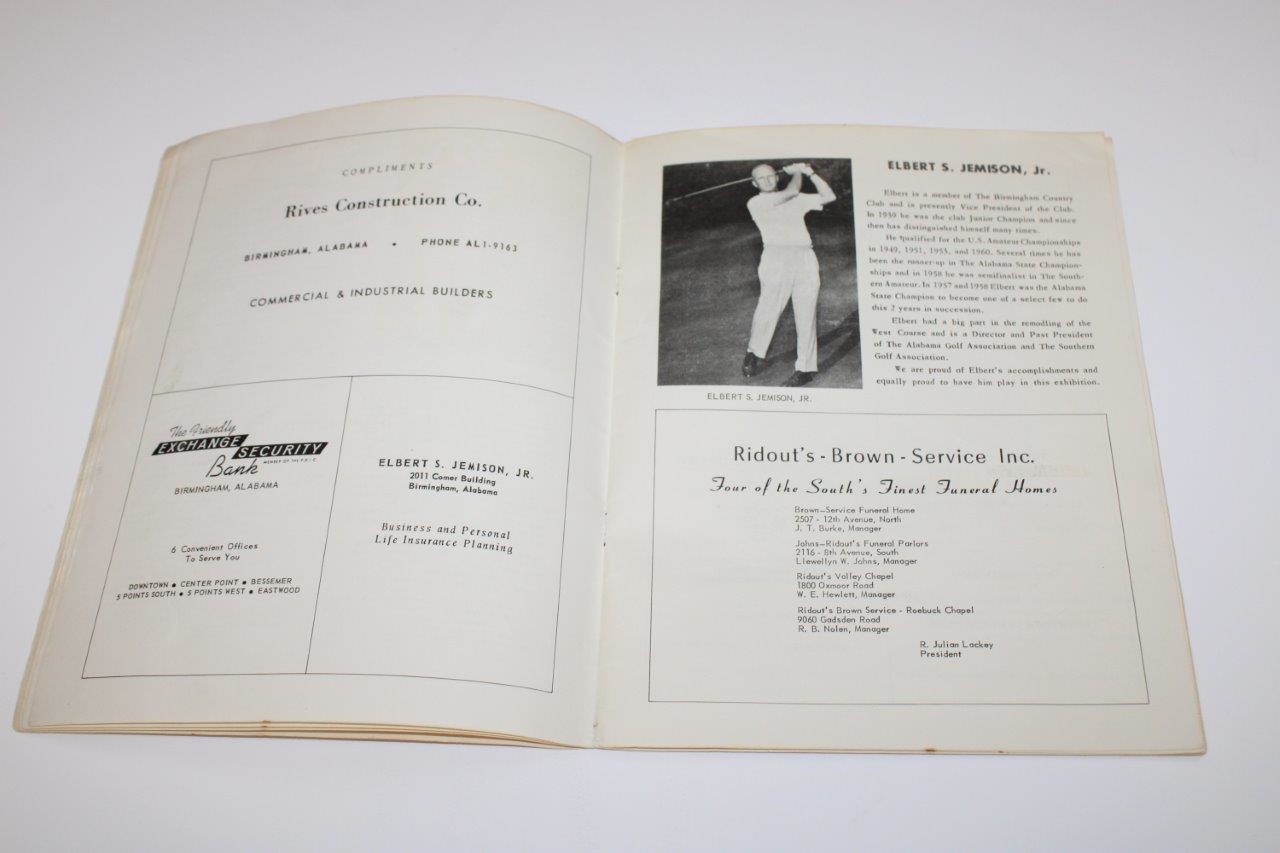 COMPLIMENTS
Rives Construction Co.
BIRMINGHAM, ALABAMA • PHONE AL1-9163
COMMERCIAL & INDUSTRIAL BUILDERS
The Friendly
EXCHANGE
SECURITY
Bank
MEMBER OF THE F.D.I.C.
BIRMINGHAM, ALABAMA
6 Convenient Offices
To Serve You
DOWNTOWN • CENTER POINT • BESSEMER
5 POINTS SOUTH • 5 POINTS WEST • EASTWOOD
ELBERT S. JEMISON, JR.
2011 Comer Building
Birmingham, Alabama
Business and Personal
Life Insurance Planning
ELBERT S. JEMISON, Jr.
Elbert is a member of The Birmingham Country
Club and is presently Vice President of the Club.
In 1939 he was the club Junior Champion and since
then has distinguished himself many times.
He qualified for the U.S. Amateur Championships
in 1949, 1951, 1955, and 1960. Several times he has
been the runner-up in The Alabama State Champion-
ships and in 1958 he was semifinalist in The South-
ern Amateur. In 1957 and 1958 Elbert was the Alabama
State Champion to become one of a select few to do
this 2 years in succession.
Elbert had a big part in the remodling of the
West Course and is a Director and Past President
of The Alabama Golf Association and The Southern
Golf Association.
We are proud of Elbert's accomplishments and
equally proud to have him play in this exhibition.
ELBERT S. JEMISON, JR.
Ridout's - Brown - Service Inc.
Four of the South's Finest Funeral Homes
Brown-Service Funeral Home
2507 - 12th Avenue, North
J. T. Burke, Manager
Johns-Ridout's Funeral Parlors
2116 - 8th Avenue, South
Llewellyn W. Johns, Manager
Ridout's Valley Chapel
1800 Oxmoor Road
W. E. Hewlett, Manager
Ridout's Brown Service - Roebuck Chapel
9060 Gadsden Road
R. B. Nolen, Manager
R. Julian Lackey
President